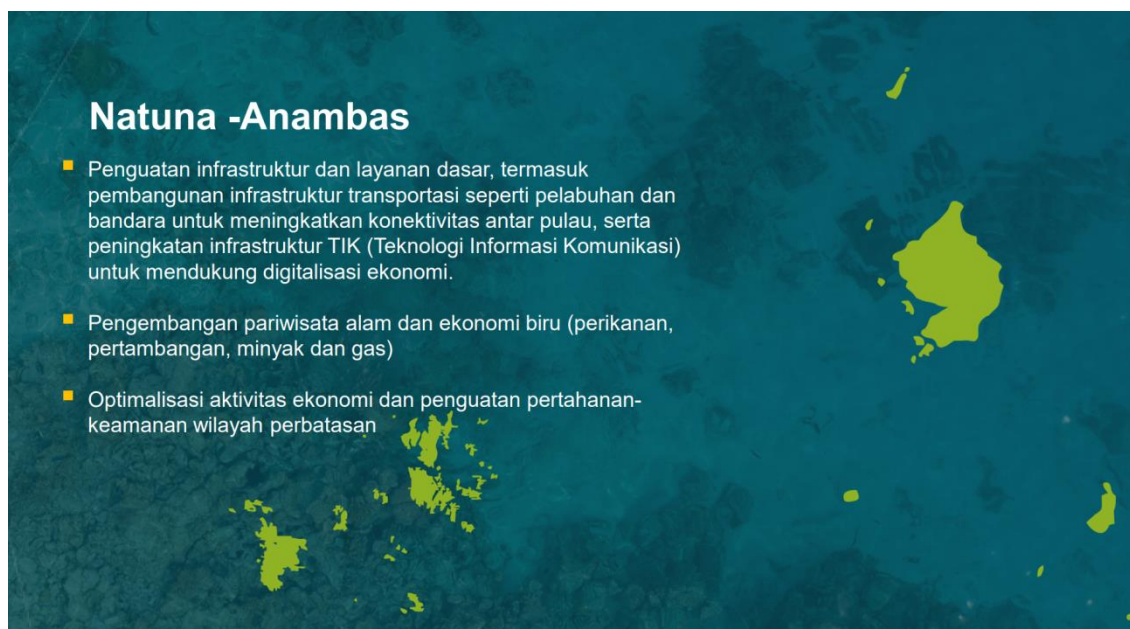 Natuna -Anambas
Penguatan infrastruktur dan layanan dasar, termasuk
pembangunan infrastruktur transportasi seperti pelabuhan dan
bandara untuk meningkatkan konektivitas antar pulau, serta
peningkatan infrastruktur TIK (Teknologi Informasi Komunikasi)
untuk mendukung digitalisasi ekonomi.
Pengembangan pariwisata alam dan ekonomi biru (perikanan,
pertambangan, minyak dan gas)
Optimalisasi aktivitas ekonomi dan penguatan pertahanan-
keamanan wilayah perbatasan